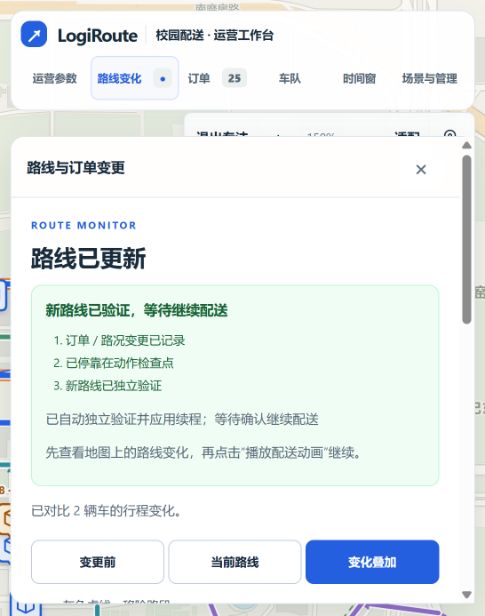 LogiRoute 校园配送 · 运营工作台
运营参数 路线变化 订单 25 车队 时间窗 场景与管理
150%
路线与订单变更
ROUTE MONITOR
路线已更新
新路线已验证，等待继续配送
1. 订单 / 路况变更已记录
2. 已停靠在动作检查点
3. 新路线已独立验证
已自动独立验证并应用续程；等待确认继续配送
先查看地图上的路线变化，再点击“播放配送动画”继续。
已对比 2 辆车的行程变化。
变更前 当前路线 变化叠加